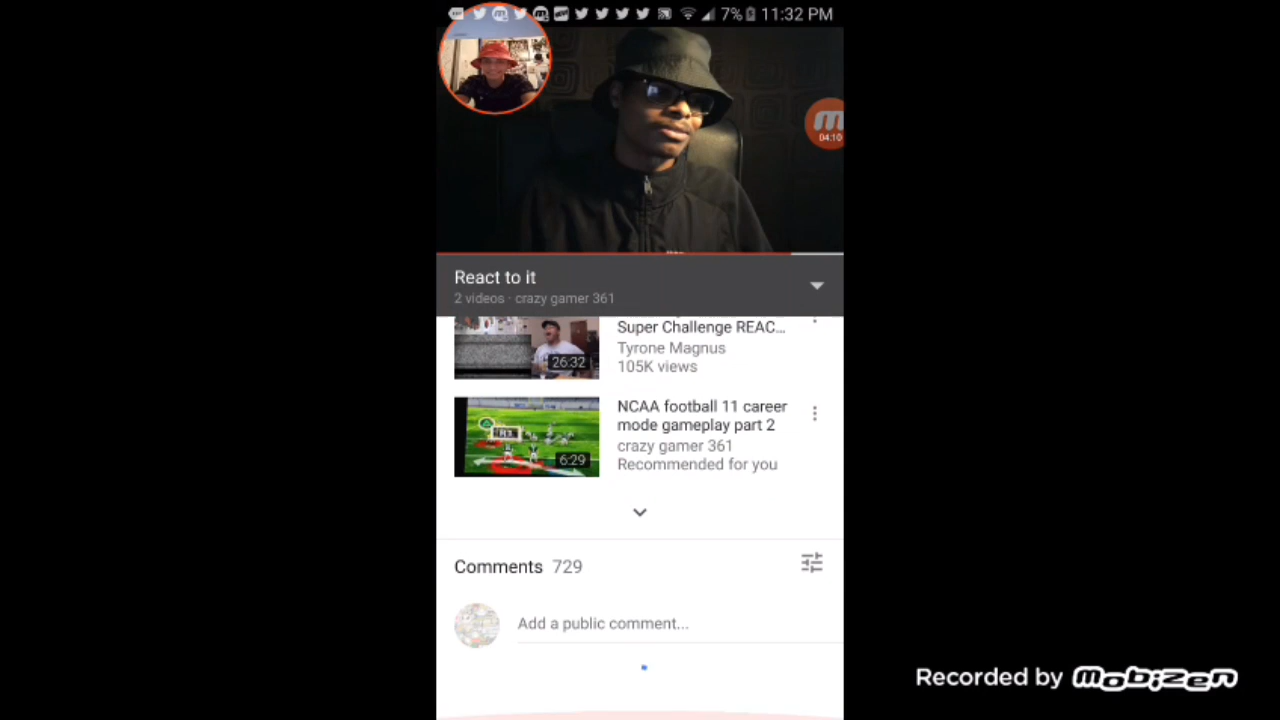 7% 11:32 PM
04:10
React to it
2 videos · crazy gamer 361
Super Challenge REAC...
Tyrone Magnus
105K views
26:32
NCAA football 11 career
mode gameplay part 2
crazy gamer 361
Recommended for you
6:29
Comments 729
Add a public comment...
Recorded by mobizen